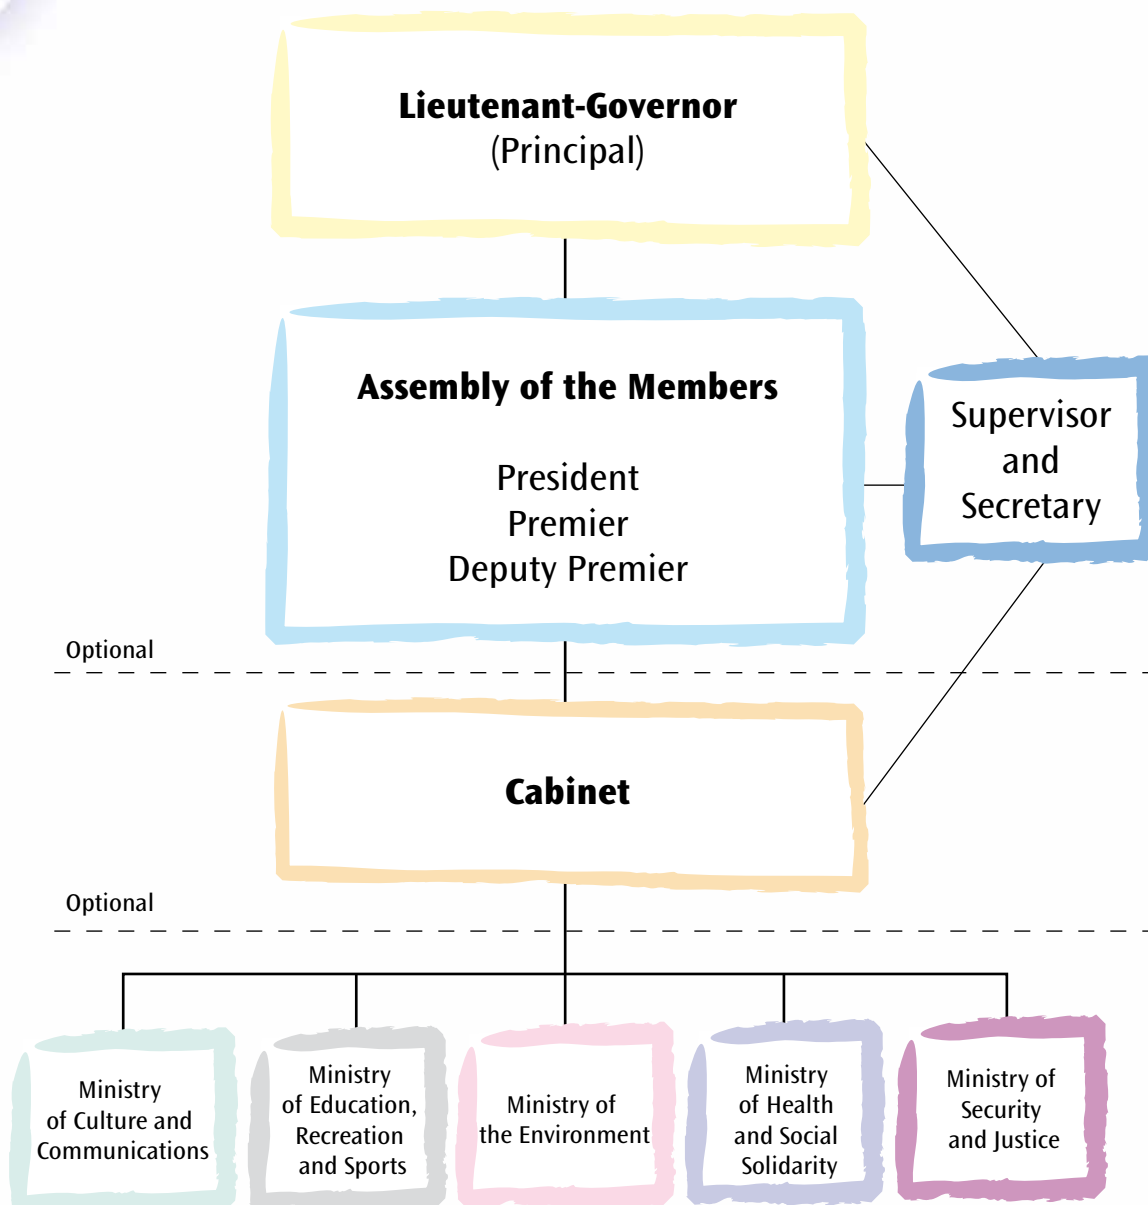 Lieutenant-Governor
(Principal)
Assembly of the Members
President
Premier
Deputy Premier
Supervisor
and
Secretary
Optional
Cabinet
Optional
Ministry
of Culture and
Communications
Ministry
of Education,
Recreation
and Sports
Ministry of
the Environment
Ministry
of Health
and Social
Solidarity
Ministry of
Security
and Justice